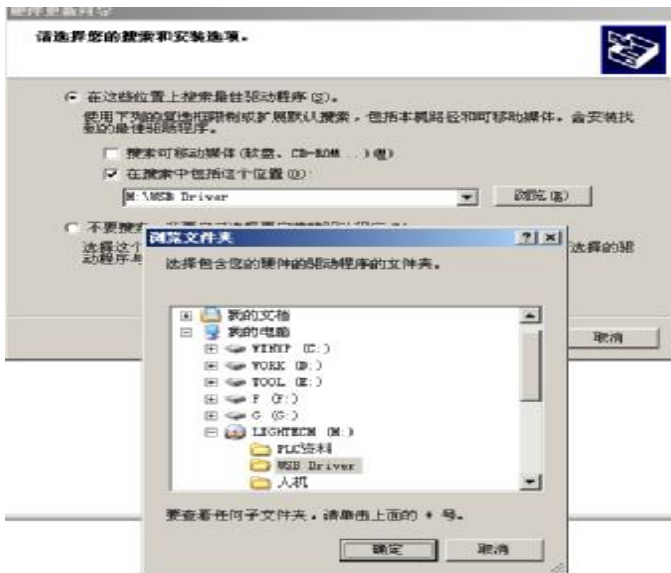 请选择您的搜索和安装选项。
在这些位置上搜索最佳驱动程序(S)。
使用下列的复选框限制或扩展默认搜索，包括本机路径和可移动媒体。会安装找
到的最佳驱动程序。
搜索可移动媒体(软盘、CD-ROM...)(M)
在搜索中包括这个位置(O):
M:\USB Driver
浏览(R)
不要搜索。
选择这个
选择的驱
动程序与
浏览文件夹
选择包含您的硬件的驱动程序的文件夹。
我的文档
我的电脑
WINXP (C:)
WORK (D:)
TOOL (E:)
F (F:)
G (G:)
LIGHTECH (M:)
PLC资料
USB Driver
人机
要查看任何子文件夹，请单击上面的 + 号。
确定
取消
取消